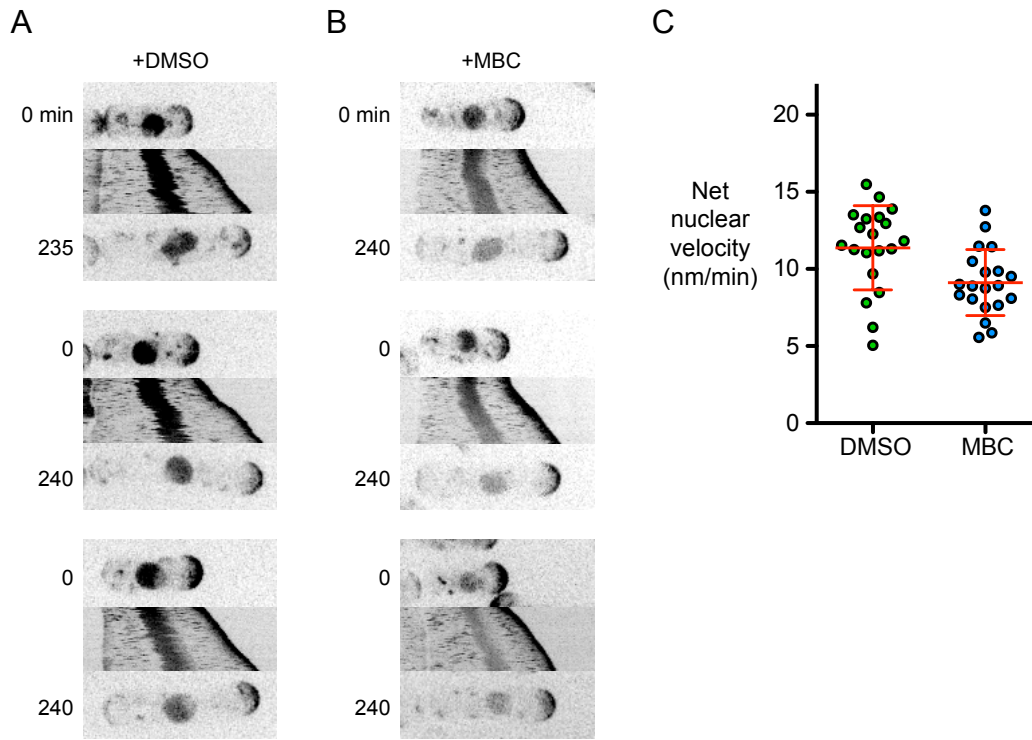 A
+DMSO
0 min
235
0
240
0
240
B
+MBC
0 min
240
0
240
0
240
C
Net
nuclear
velocity
(nm/min)
20
15
10
5
0
DMSO MBC